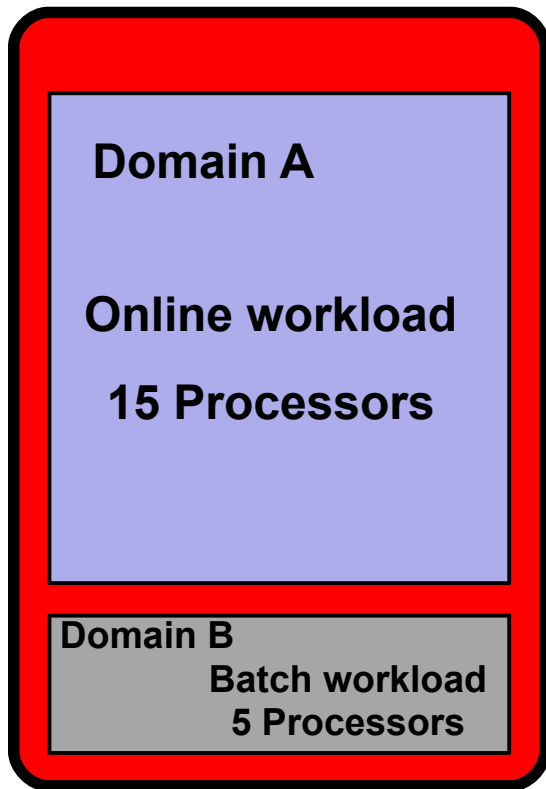 Domain A
Online workload
15 Processors
Domain B
Batch workload
5 Processors